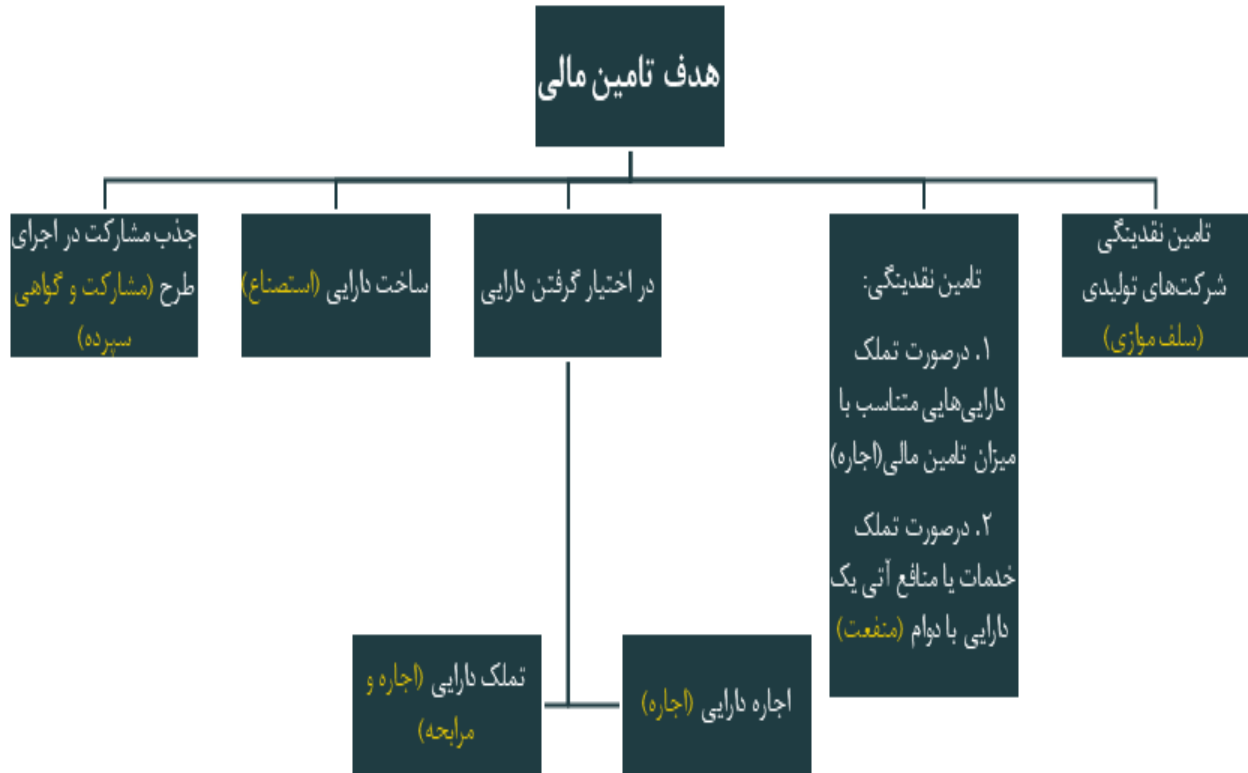 هدف تامین مالی
تامین نقدینگی
شرکت‌های تولیدی
(سلف موازی)
تامین نقدینگی:
۱. درصورت تملک
دارایی‌هایی متناسب با
میزان تامین مالی(اجاره)
۲. درصورت تملک
خدمات یا منافع آتی یک
دارایی با دوام (منفعت)
در اختیار گرفتن دارایی
ساخت دارایی (استصناع)
جذب مشارکت در اجرای
طرح (مشارکت و گواهی
سپرده)
اجاره دارایی (اجاره)
تملک دارایی (اجاره و
مرابحه)